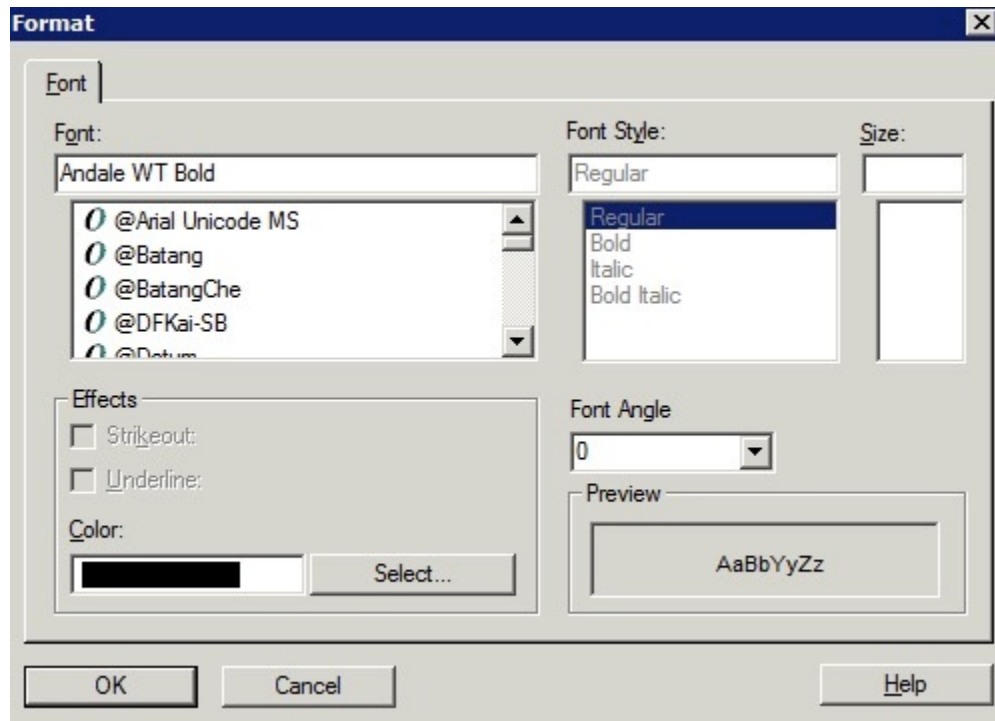 Format
Font
Font:
Andale WT Bold
@Arial Unicode MS
@Batang
@BatangChe
@DFKai-SB
@Dotum
Font Style:
Regular
Regular
Bold
Italic
Bold Italic
Size:
Effects
Strikeout:
Underline:
Color:
Select...
Font Angle
0
Preview
AaBbYyZz
OK
Cancel
Help